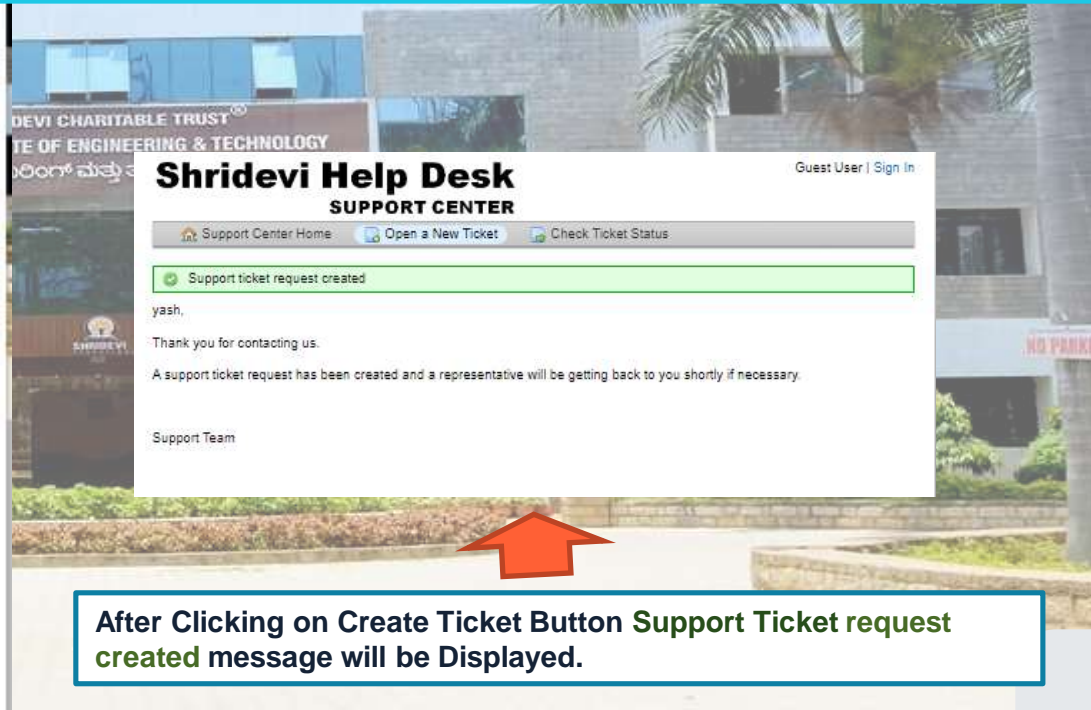 DEVI CHARITABLE TRUST®
TE OF ENGINEERING & TECHNOLOGY
ಮತ್ತು
Shridevi Help Desk
SUPPORT CENTER
Guest User | Sign In
Support Center Home Open a New Ticket Check Ticket Status
Support ticket request created
yash,
Thank you for contacting us.
A support ticket request has been created and a representative will be getting back to you shortly if necessary.
Support Team
SHRIDEVI
NO PARKI
After Clicking on Create Ticket Button Support Ticket request
created message will be Displayed.